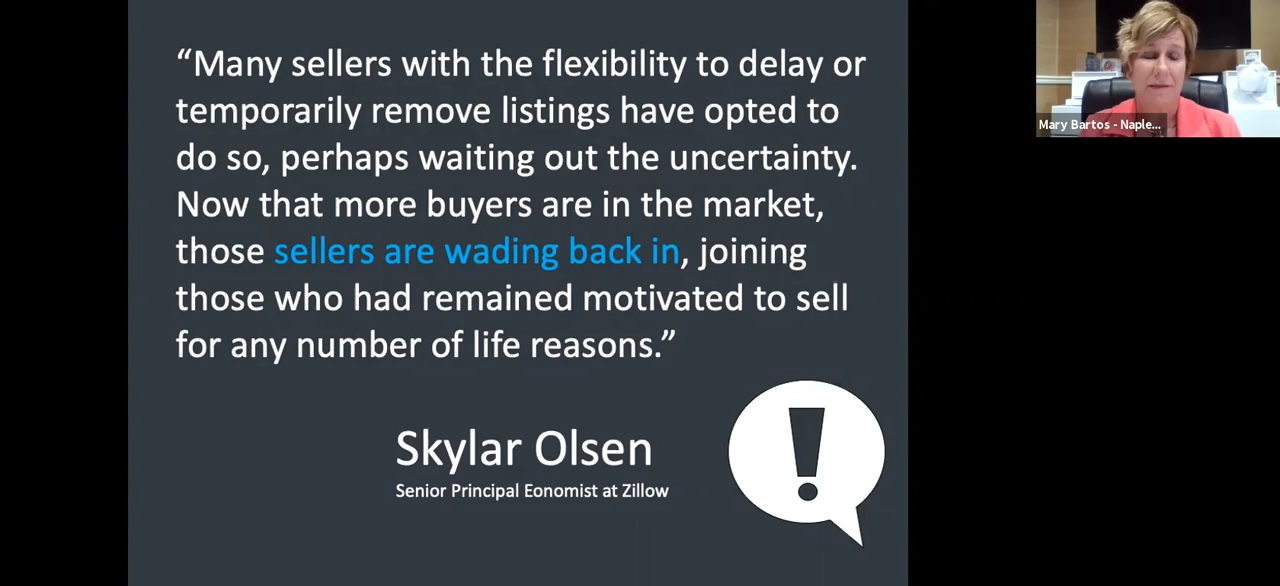 “Many sellers with the flexibility to delay or
temporarily remove listings have opted to
do so, perhaps waiting out the uncertainty.
Now that more buyers are in the market,
those sellers are wading back in, joining
those who had remained motivated to sell
for any number of life reasons.”
Skylar Olsen
Senior Principal Eonomist at Zillow
!
Mary Bartos - Naple...